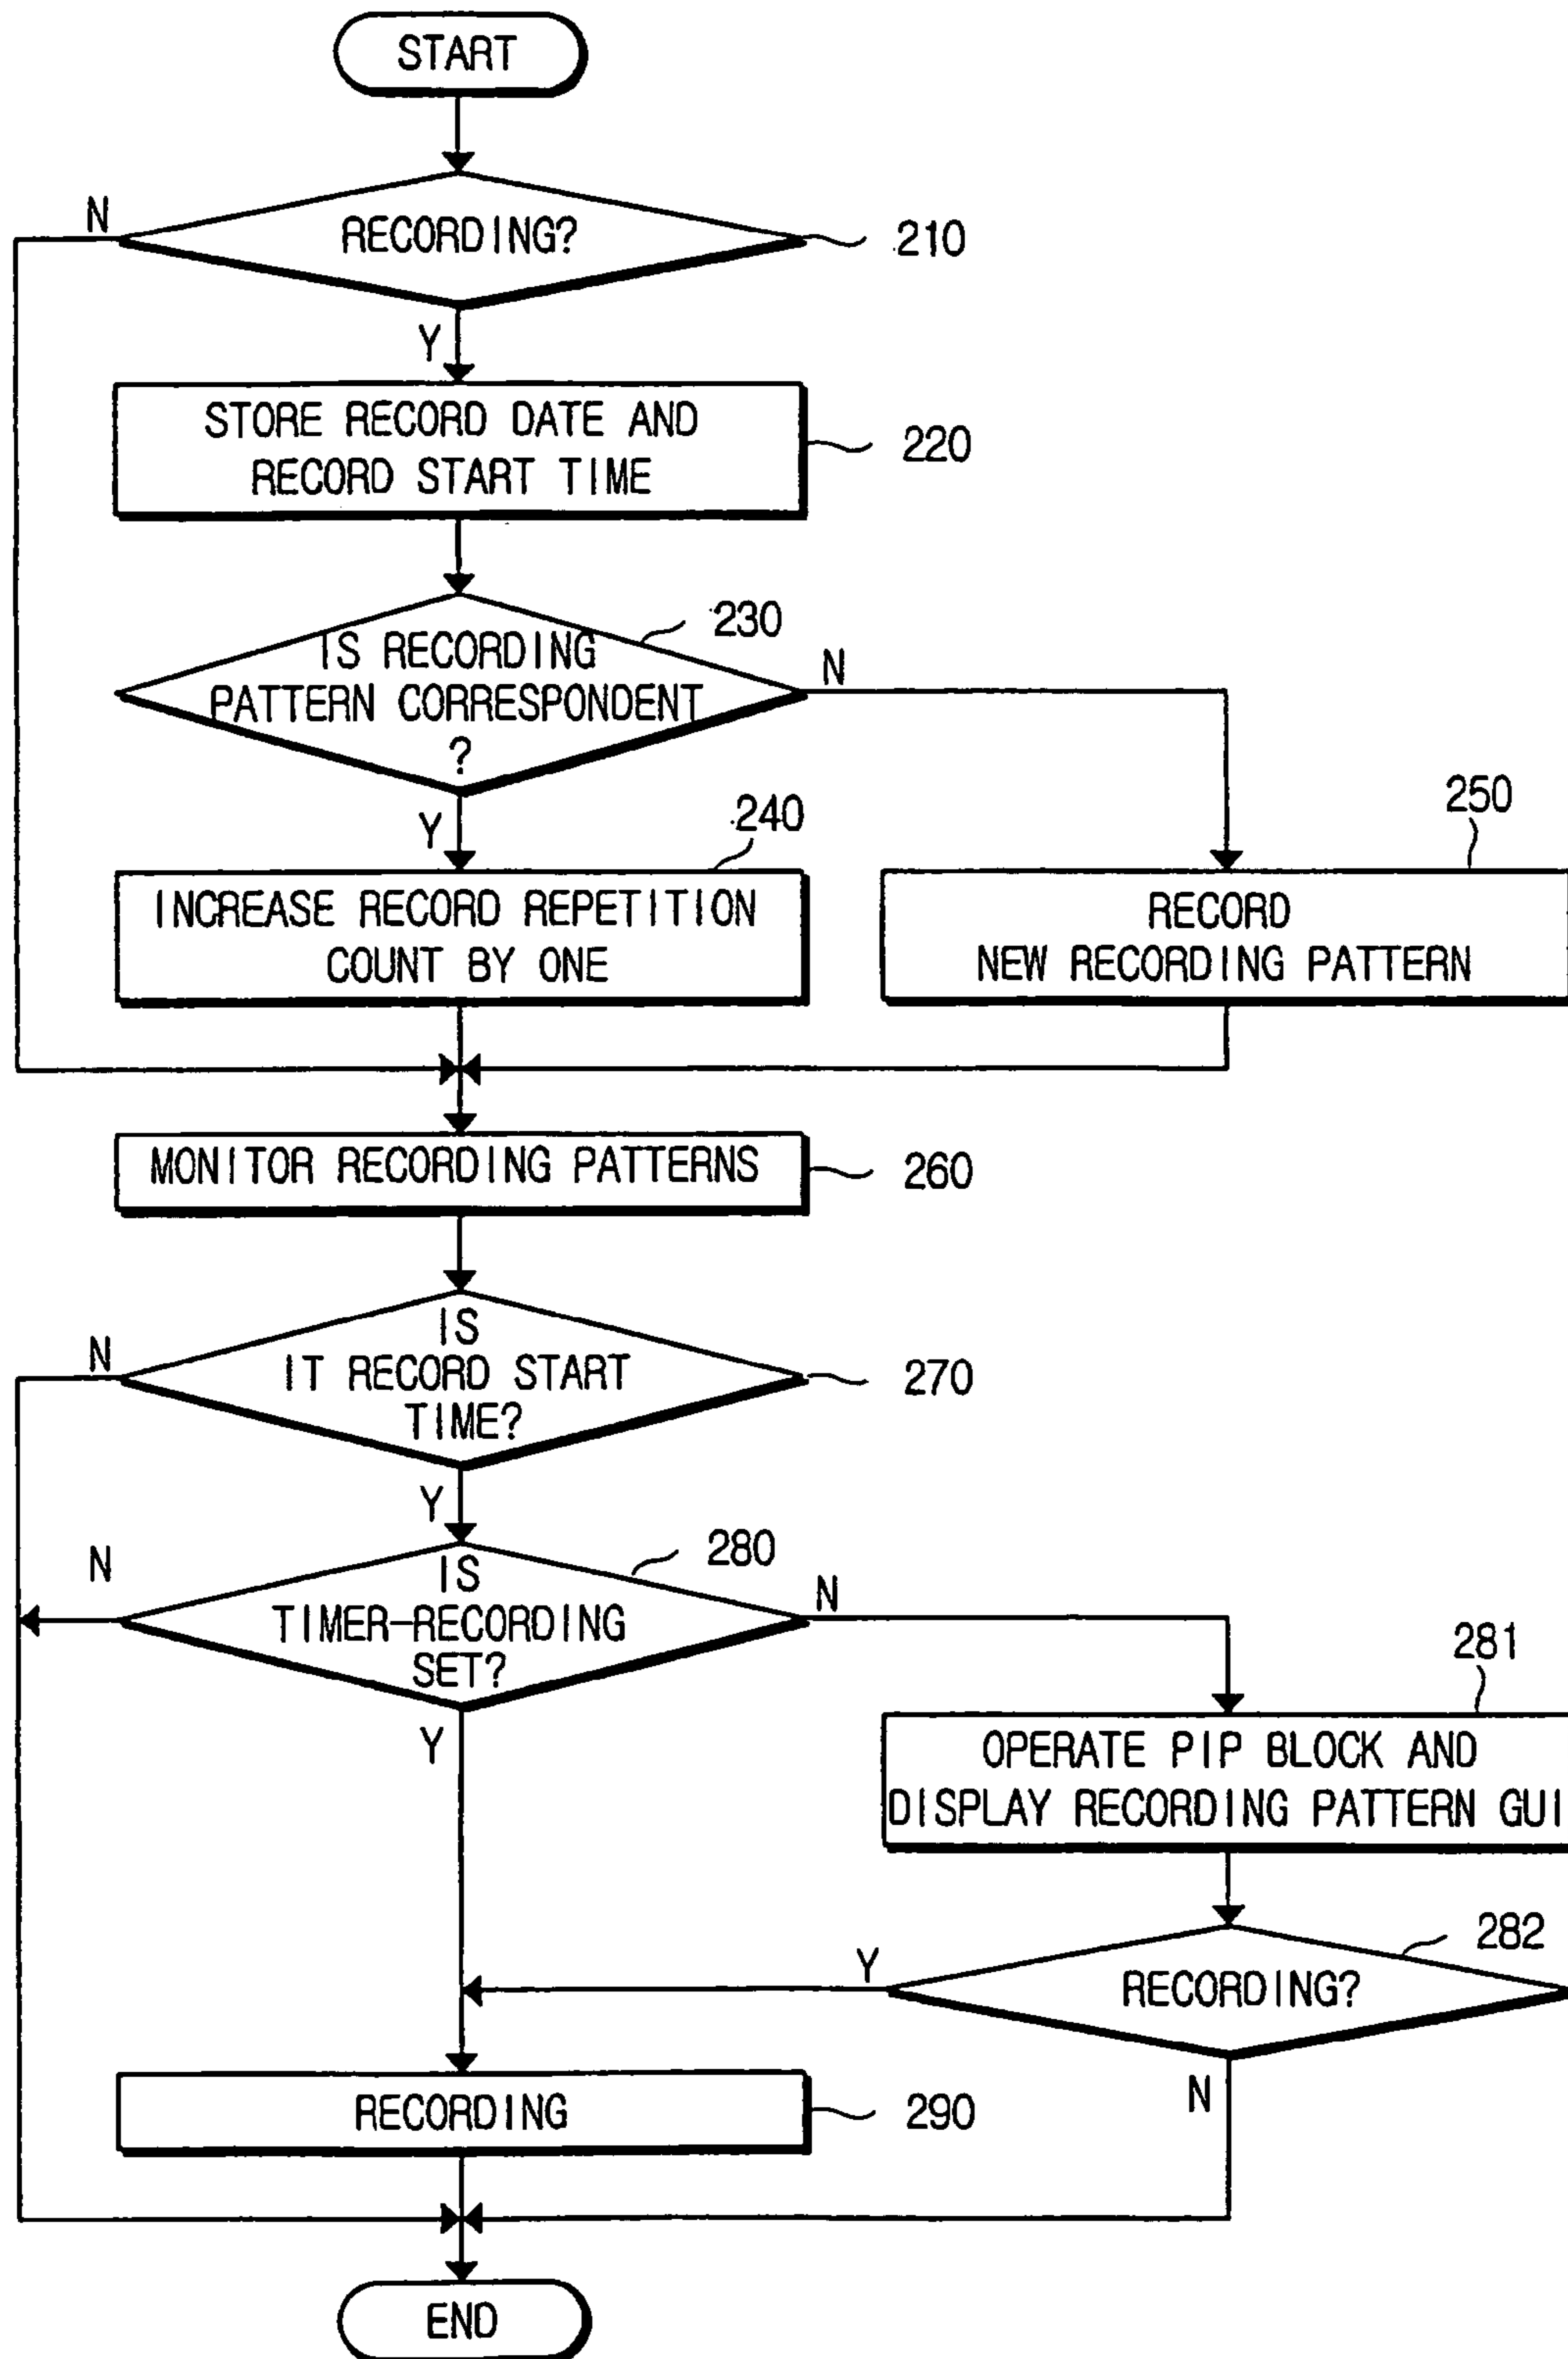 START
RECORDING?
N
210
Y
STORE RECORD DATE AND
RECORD START TIME
220
230
IS RECORDING
PATTERN CORRESPONDENT
?
N
Y
240
INCREASE RECORD REPETITION
COUNT BY ONE
250
RECORD
NEW RECORDING PATTERN
MONITOR RECORDING PATTERNS
260
IS
IT RECORD START
TIME?
N
270
Y
N
280
IS
TIMER-RECORDING
SET?
N
Y
281
OPERATE PIP BLOCK AND
DISPLAY RECORDING PATTERN GUI
282
RECORDING?
Y
N
RECORDING
290
END